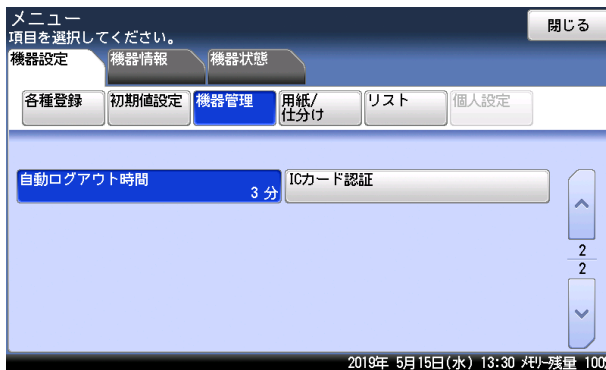 メニュー
閉じる
項目を選択してください。
機器設定 機器情報 機器状態
各種登録 初期値設定 機器管理 用紙/ リスト 個人設定
仕分け
自動ログアウト時間 ICカード認証
3 分
2
2
2019年 5月15日(水) 13:30 メモリー残量 100%